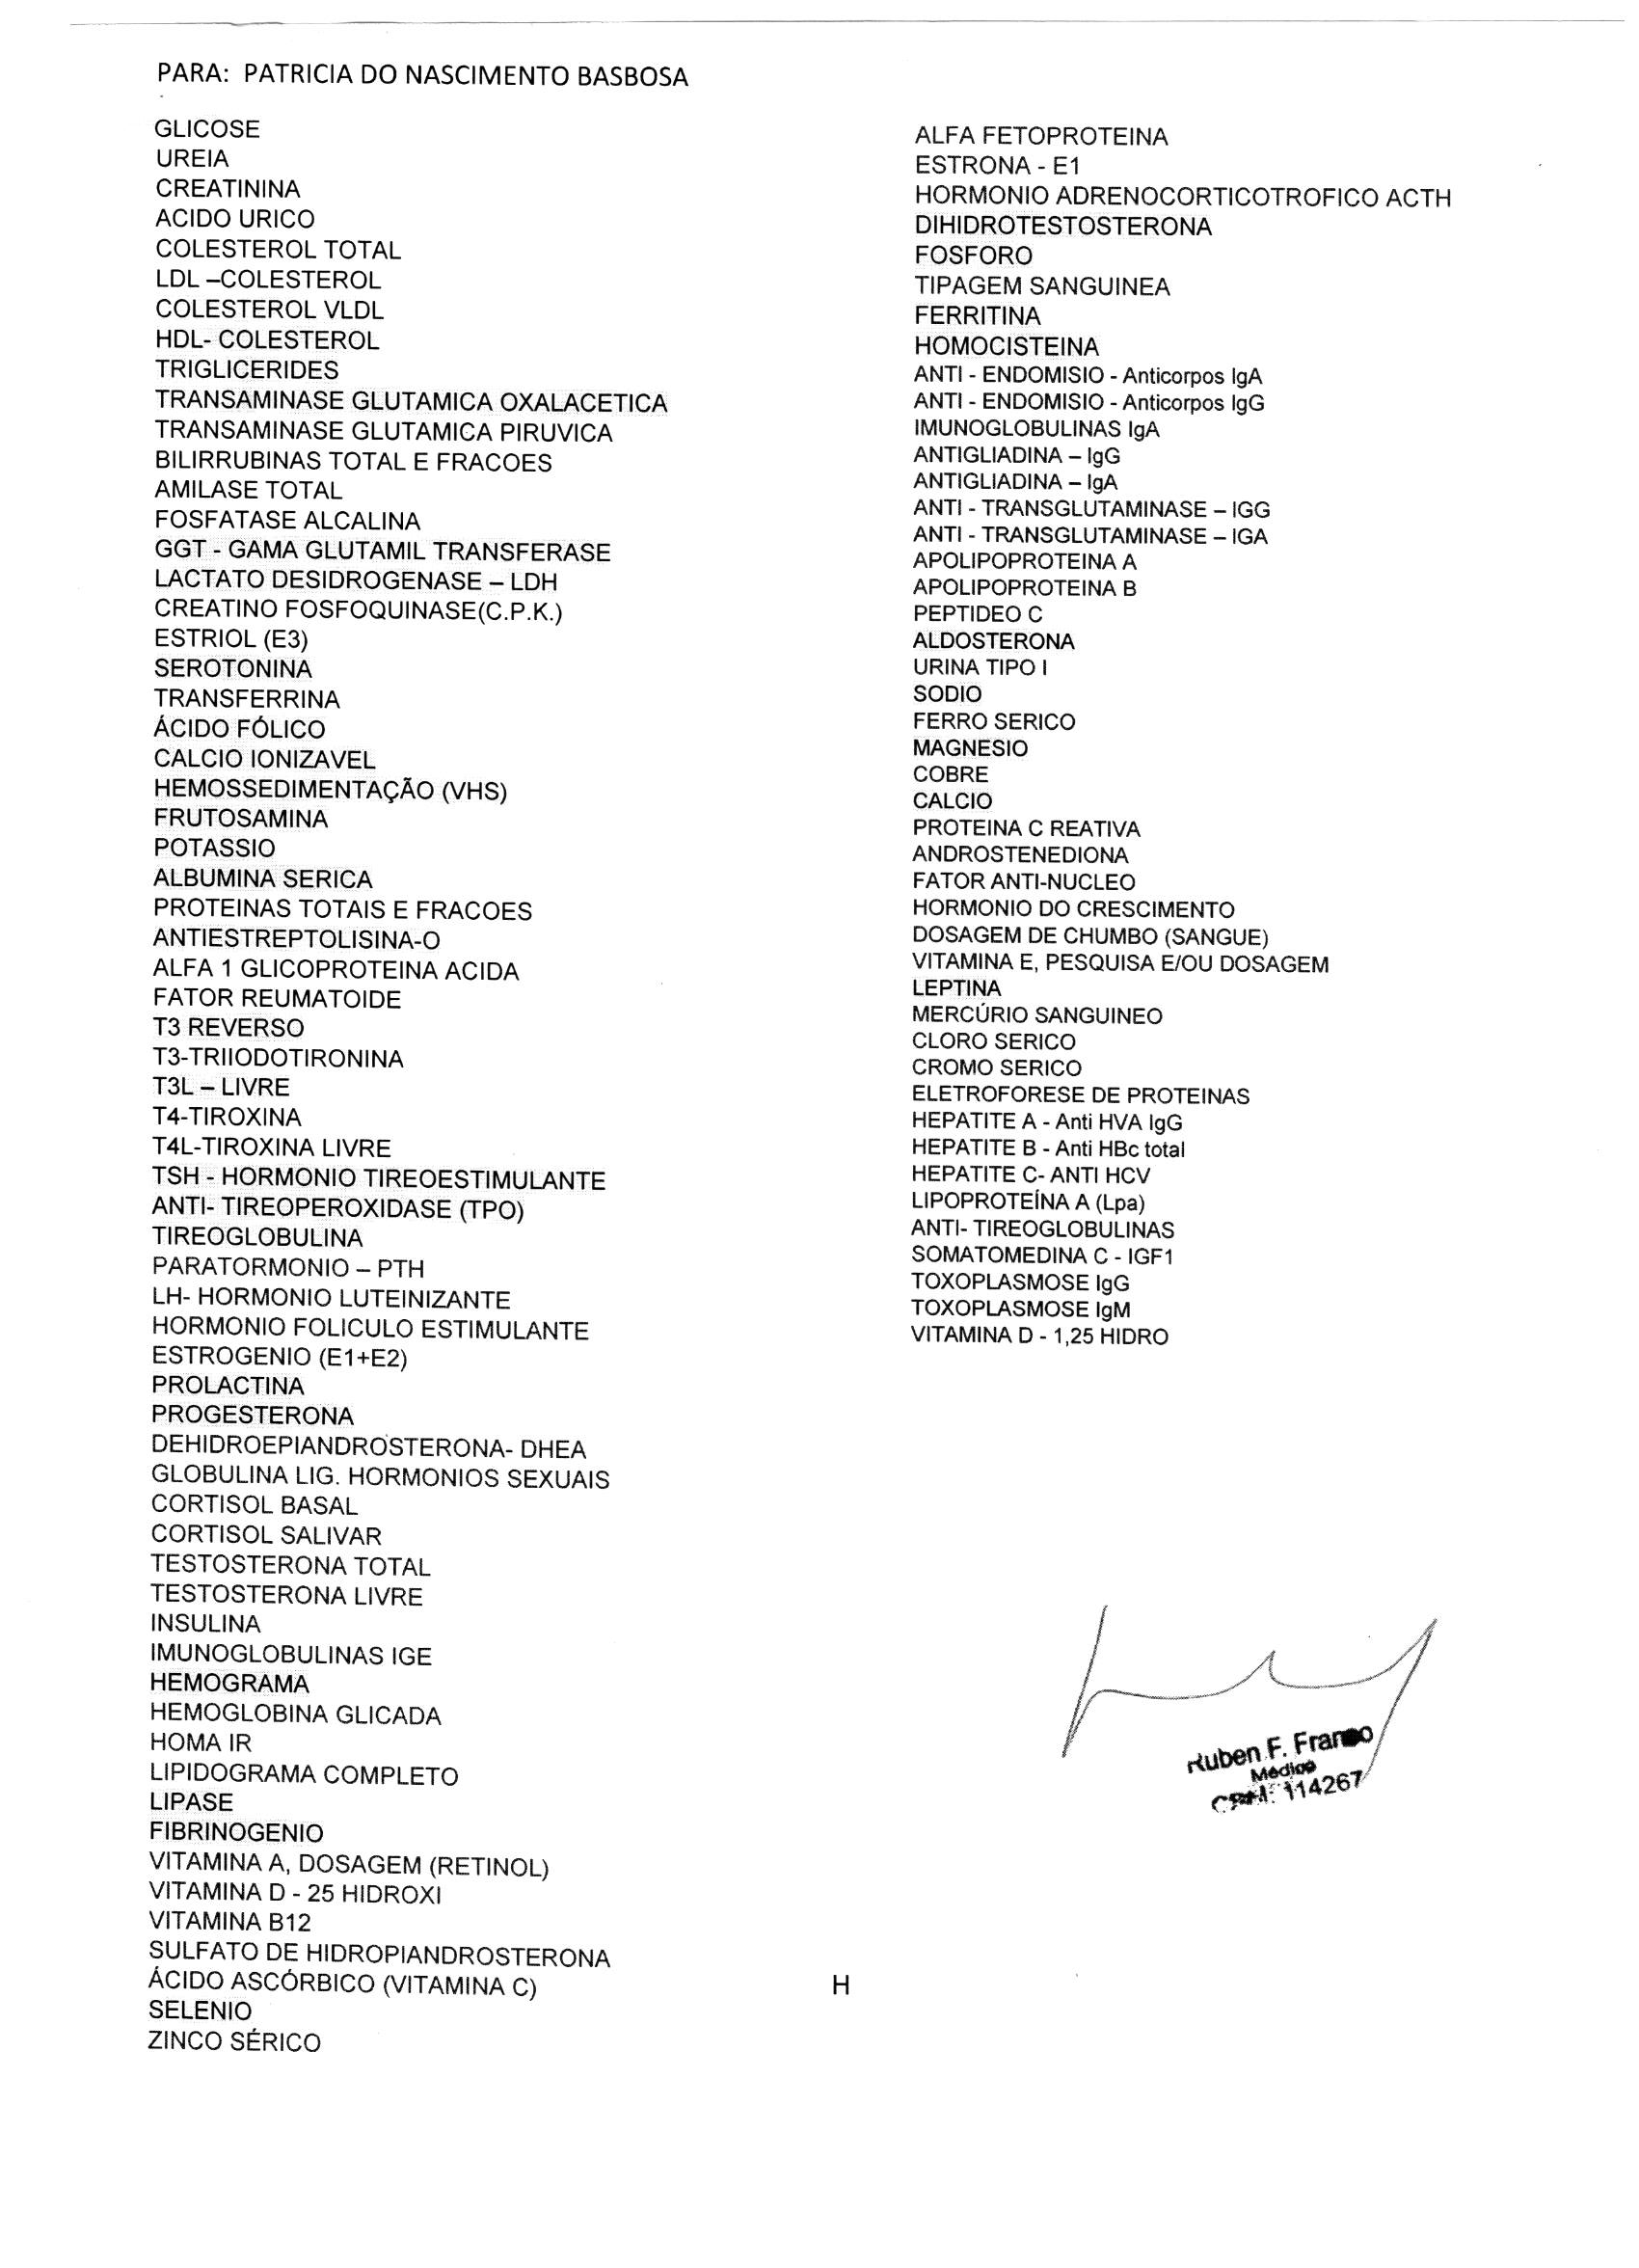 PARA: PATRICIA DO NASCIMENTO BASBOSA
GLICOSE
UREIA
CREATININA
ACIDO URICO
COLESTEROL TOTAL
LDL –COLESTEROL
COLESTEROL VLDL
HDL- COLESTEROL
TRIGLICERIDES
TRANSAMINASE GLUTAMICA OXALACETICA
TRANSAMINASE GLUTAMICA PIRUVICA
BILIRRUBINAS TOTAL E FRACOES
AMILASE TOTAL
FOSFATASE ALCALINA
GGT - GAMA GLUTAMIL TRANSFERASE
LACTATO DESIDROGENASE – LDH
CREATINO FOSFOQUINASE(C.P.K.)
ESTRIOL (E3)
SEROTONINA
TRANSFERRINA
ÁCIDO FÓLICO
CALCIO IONIZAVEL
HEMOSSEDIMENTAÇÃO (VHS)
FRUTOSAMINA
POTASSIO
ALBUMINA SERICA
PROTEINAS TOTAIS E FRACOES
ANTIESTREPTOLISINA-O
ALFA 1 GLICOPROTEINA ACIDA
FATOR REUMATOIDE
T3 REVERSO
T3-TRIIODOTIRONINA
T3L – LIVRE
T4-TIROXINA
T4L-TIROXINA LIVRE
TSH - HORMONIO TIREOESTIMULANTE
ANTI- TIREOPEROXIDASE (TPO)
TIREOGLOBULINA
PARATORMONIO – PTH
LH- HORMONIO LUTEINIZANTE
HORMONIO FOLICULO ESTIMULANTE
ESTROGENIO (E1+E2)
PROLACTINA
PROGESTERONA
DEHIDROEPIANDROSTERONA- DHEA
GLOBULINA LIG. HORMONIOS SEXUAIS
CORTISOL BASAL
CORTISOL SALIVAR
TESTOSTERONA TOTAL
TESTOSTERONA LIVRE
INSULINA
IMUNOGLOBULINAS IGE
HEMOGRAMA
HEMOGLOBINA GLICADA
HOMA IR
LIPIDOGRAMA COMPLETO
LIPASE
FIBRINOGENIO
VITAMINA A, DOSAGEM (RETINOL)
VITAMINA D - 25 HIDROXI
VITAMINA B12
SULFATO DE HIDROPIANDROSTERONA
ÁCIDO ASCÓRBICO (VITAMINA C)
SELENIO
ZINCO SÉRICO
ALFA FETOPROTEINA
ESTRONA - E1
HORMONIO ADRENOCORTICOTROFICO ACTH
DIHIDROTESTOSTERONA
FOSFORO
TIPAGEM SANGUINEA
FERRITINA
HOMOCISTEINA
ANTI - ENDOMISIO - Anticorpos IgA
ANTI - ENDOMISIO - Anticorpos IgG
IMUNOGLOBULINAS IgA
ANTIGLIADINA – IgG
ANTIGLIADINA – IgA
ANTI - TRANSGLUTAMINASE – IGG
ANTI - TRANSGLUTAMINASE – IGA
APOLIPOPROTEINA A
APOLIPOPROTEINA B
PEPTIDEO C
ALDOSTERONA
URINA TIPO I
SODIO
FERRO SERICO
MAGNESIO
COBRE
CALCIO
PROTEINA C REATIVA
ANDROSTENEDIONA
FATOR ANTI-NUCLEO
HORMONIO DO CRESCIMENTO
DOSAGEM DE CHUMBO (SANGUE)
VITAMINA E, PESQUISA E/OU DOSAGEM
LEPTINA
MERCÚRIO SANGUINEO
CLORO SERICO
CROMO SERICO
ELETROFORESE DE PROTEINAS
HEPATITE A - Anti HVA IgG
HEPATITE B - Anti HBc total
HEPATITE C- ANTI HCV
LIPOPROTEÍNA A (Lpa)
ANTI- TIREOGLOBULINAS
SOMATOMEDINA C - IGF1
TOXOPLASMOSE IgG
TOXOPLASMOSE IgM
VITAMINA D - 1,25 HIDRO
Ruben F. Franco
Médico
CRM: 114267
H